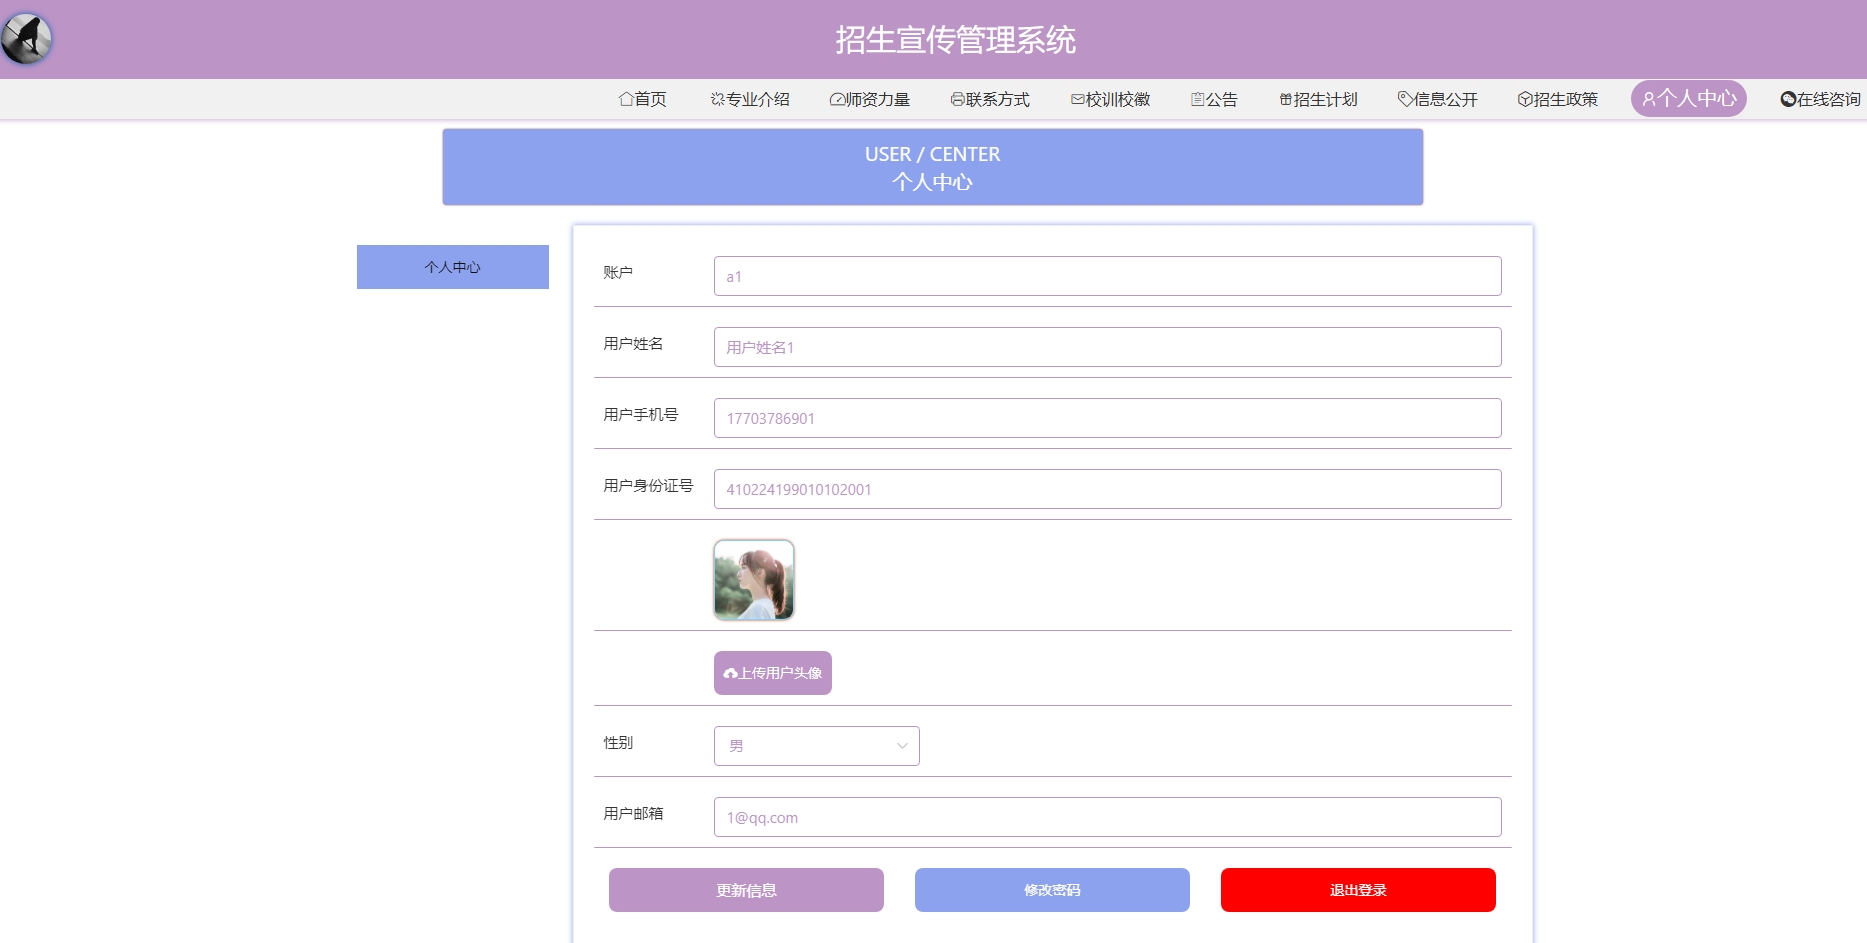 招生宣传管理系统
首页 专业介绍 师资力量 联系方式 校训校徽 公告 招生计划 信息公开 招生政策 个人中心 在线咨询
USER / CENTER
个人中心
个人中心
账户 a1
用户姓名 用户姓名1
用户手机号 17703786901
用户身份证号 410224199010102001
上传用户头像
性别 男
用户邮箱 1@qq.com
更新信息 修改密码 退出登录